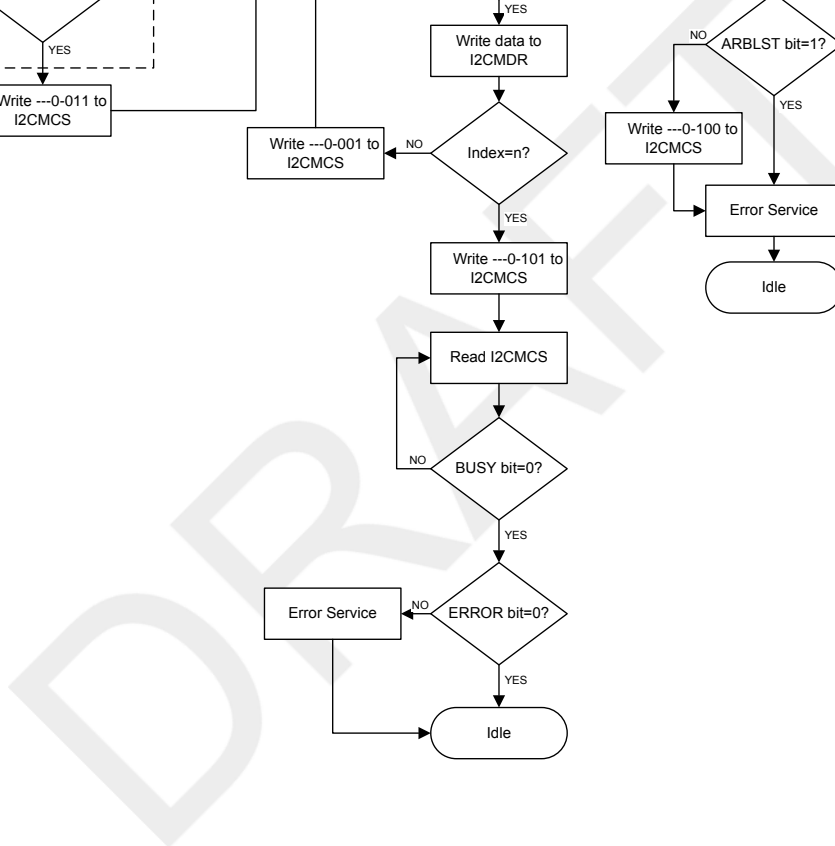 YES
Write ---0-011 to
I2CMCS
YES
Write data to
I2CMDR
Index=n?
NO
Write ---0-001 to
I2CMCS
YES
Write ---0-101 to
I2CMCS
Read I2CMCS
BUSY bit=0?
NO
YES
ERROR bit=0?
NO
Error Service
YES
Idle
ARBLST bit=1?
NO
Write ---0-100 to
I2CMCS
YES
Error Service
Idle
DRAFT